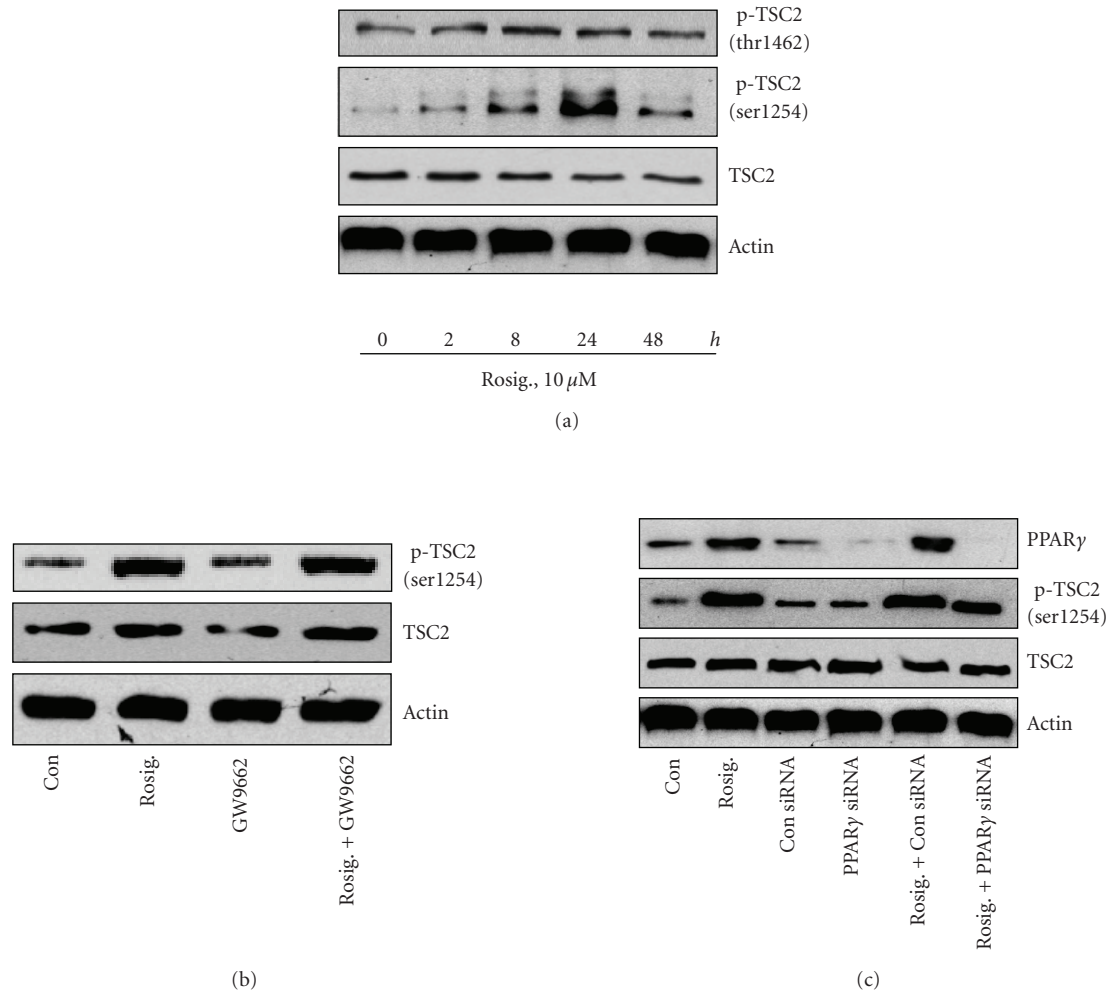 p-TSC2
(thr1462)
p-TSC2
(ser1254)
TSC2
Actin
0 2 8 24 48 h
Rosig., 10 μM
(a)
p-TSC2
(ser1254)
TSC2
Actin
Con
Rosig.
GW9662
Rosig. + GW9662
(b)
PPARγ
p-TSC2
(ser1254)
TSC2
Actin
Con
Rosig.
Con siRNA
PPARγ siRNA
Rosig. + Con siRNA
Rosig. + PPARγ siRNA
(c)